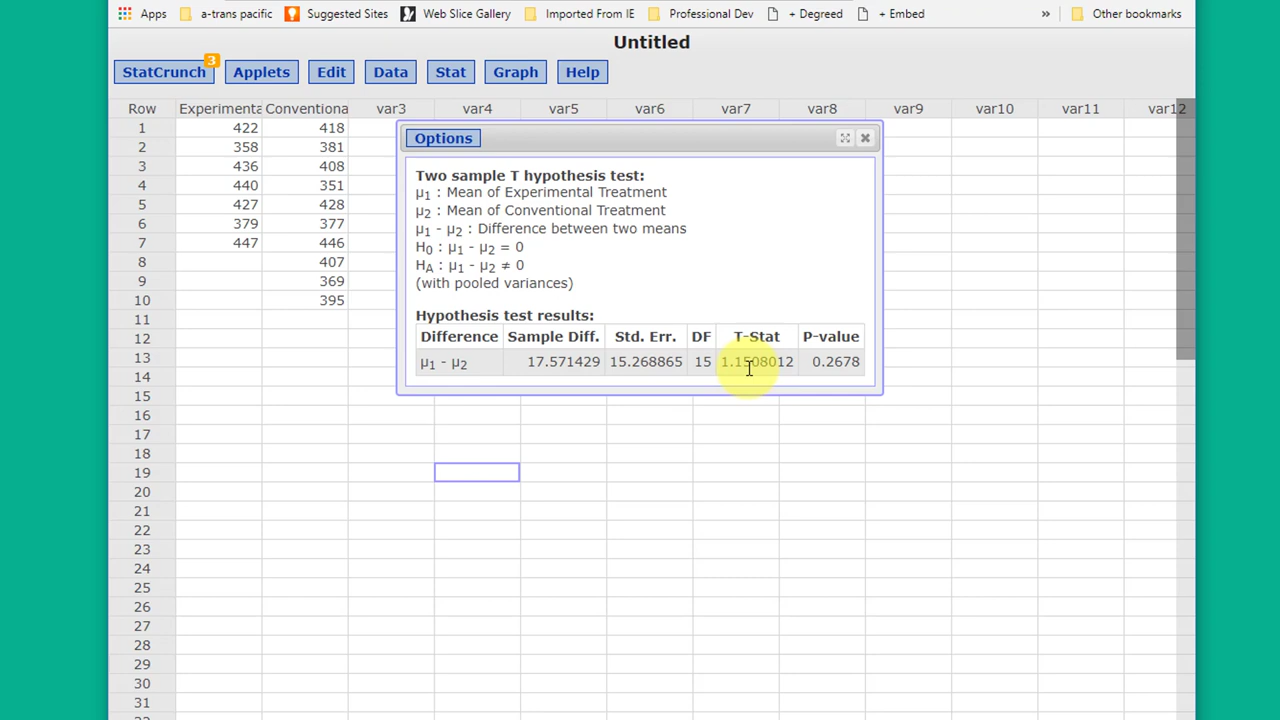 Apps a-trans pacific Suggested Sites Web Slice Gallery Imported From IE Professional Dev + Degreed + Embed » Other bookmarks
Untitled
StatCrunch 3 Applets Edit Data Stat Graph Help
Row Experimenta Conventiona var3 var4 var5 var6 var7 var8 var9 var10 var11 var12
1 422 418
2 358 381
3 436 408
4 440 351
5 427 428
6 379 377
7 447 446
8 407
9 369
10 395
11
12
13
14
15
16
17
18
19
20
21
22
23
24
25
26
27
28
29
30
31
Options
Two sample T hypothesis test:
μ1 : Mean of Experimental Treatment
μ2 : Mean of Conventional Treatment
μ1 - μ2 : Difference between two means
H0 : μ1 - μ2 = 0
HA : μ1 - μ2 ≠ 0
(with pooled variances)
Hypothesis test results:
Difference Sample Diff. Std. Err. DF T-Stat P-value
μ1 - μ2 17.571429 15.268865 15 1.1508012 0.2678